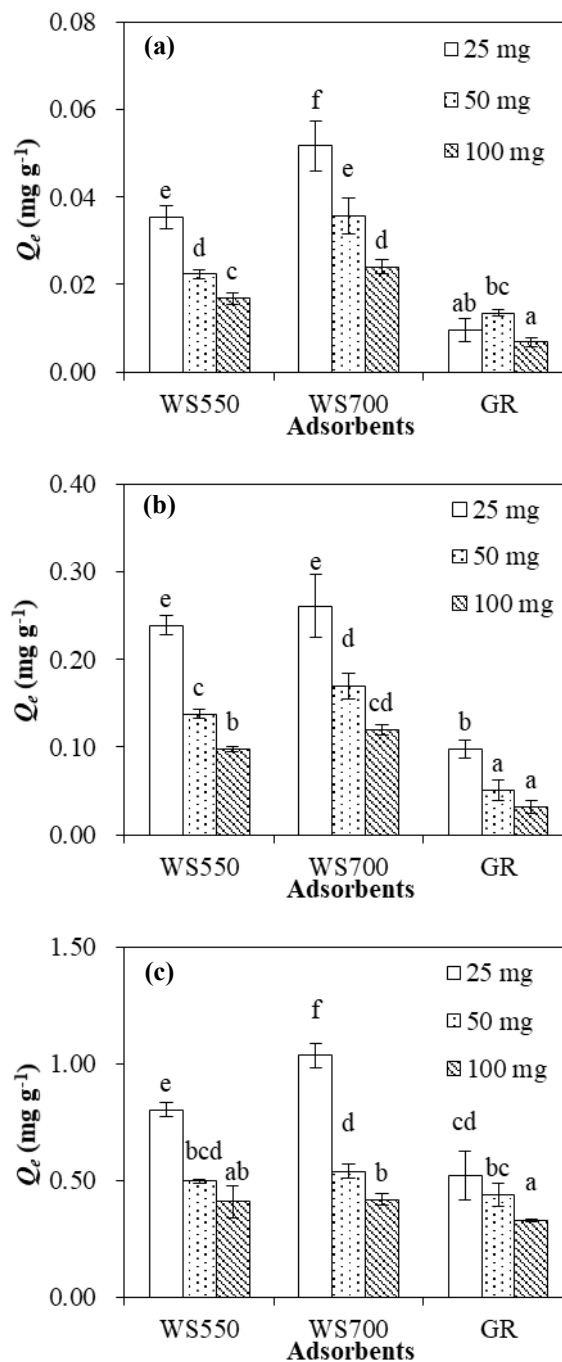 (a)
0.08
0.06
0.04
0.02
0.00
Qe (mg g-1)
25 mg
50 mg
100 mg
e
d
c
f
e
d
ab
bc
a
WS550
WS700
GR
Adsorbents
(b)
0.40
0.30
0.20
0.10
0.00
Qe (mg g-1)
25 mg
50 mg
100 mg
e
c
b
e
d
cd
b
a
a
WS550
WS700
GR
Adsorbents
(c)
1.50
1.00
0.50
0.00
Qe (mg g-1)
25 mg
50 mg
100 mg
e
bcd
ab
f
d
b
cd
bc
a
WS550
WS700
GR
Adsorbents